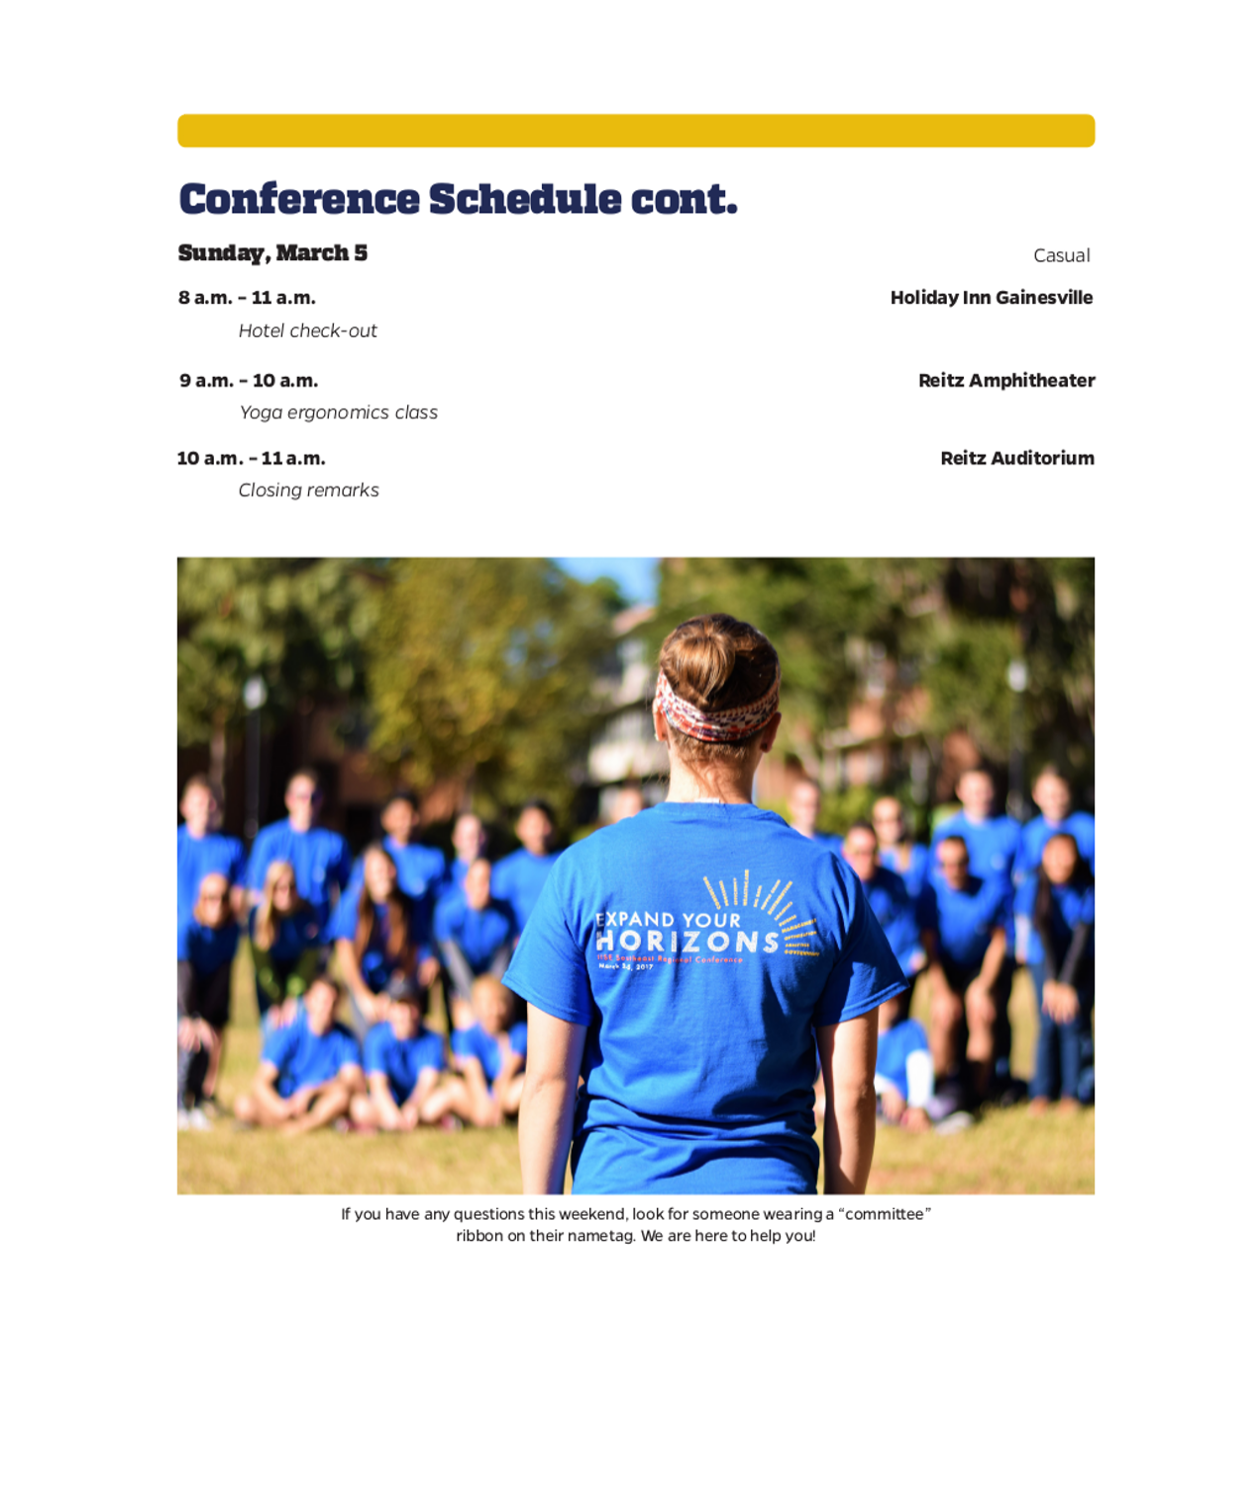 Conference Schedule cont.
Sunday, March 5 Casual
8 a.m. – 11 a.m. Holiday Inn Gainesville
Hotel check-out
9 a.m. – 10 a.m. Reitz Amphitheater
Yoga ergonomics class
10 a.m. – 11 a.m. Reitz Auditorium
Closing remarks
EXPAND YOUR
HORIZONS
Southeast Regional Conference
March 2017
If you have any questions this weekend, look for someone wearing a “committee”
ribbon on their nametag. We are here to help you!